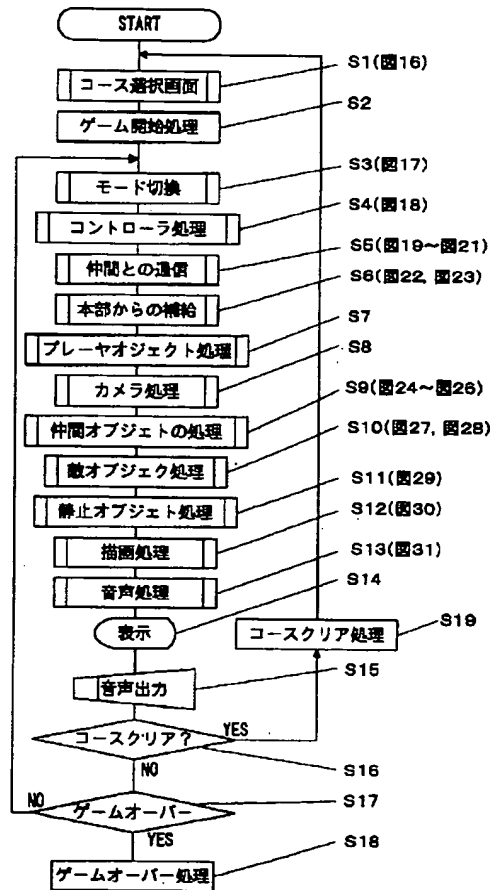 START
コース選択画面
S1(図16)
ゲーム開始処理
S2
モード切換
S3(図17)
コントローラ処理
S4(図18)
仲間との通信
S5(図19〜図21)
本部からの補給
S6(図22, 図23)
プレーヤオジェクト処理
S7
カメラ処理
S8
仲間オブジェトの処理
S9(図24〜図26)
敵オブジェク処理
S10(図27, 図28)
静止オブジェト処理
S11(図29)
描画処理
S12(図30)
音声処理
S13(図31)
表示
S14
コースクリア処理
S19
音声出力
S15
コースクリア？
YES
S16
NO
ゲームオーバー
NO
S17
YES
ゲームオーバー処理
S18